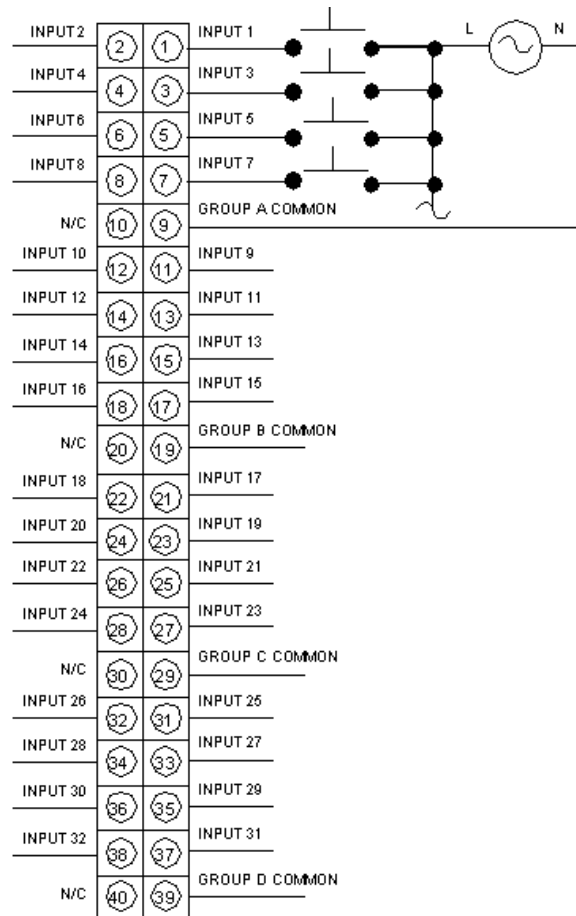 INPUT 2 2 1 INPUT 1 L N
INPUT 4 4 3 INPUT 3
INPUT6 6 5 INPUT 5
INPUT8 8 7 INPUT 7
N/C 10 9 GROUP A COMMON
INPUT 10 12 11 INPUT 9
INPUT 12 14 13 INPUT 11
INPUT 14 16 15 INPUT 13
INPUT 16 18 17 INPUT 15
N/C 20 19 GROUP B COMMON
INPUT 18 22 21 INPUT 17
INPUT 20 24 23 INPUT 19
INPUT 22 26 25 INPUT 21
INPUT 24 28 27 INPUT 23
N/C 30 29 GROUP C COMMON
INPUT 26 32 31 INPUT 25
INPUT 28 34 33 INPUT 27
INPUT 30 36 35 INPUT 29
INPUT 32 38 37 INPUT 31
N/C 40 39 GROUP D COMMON